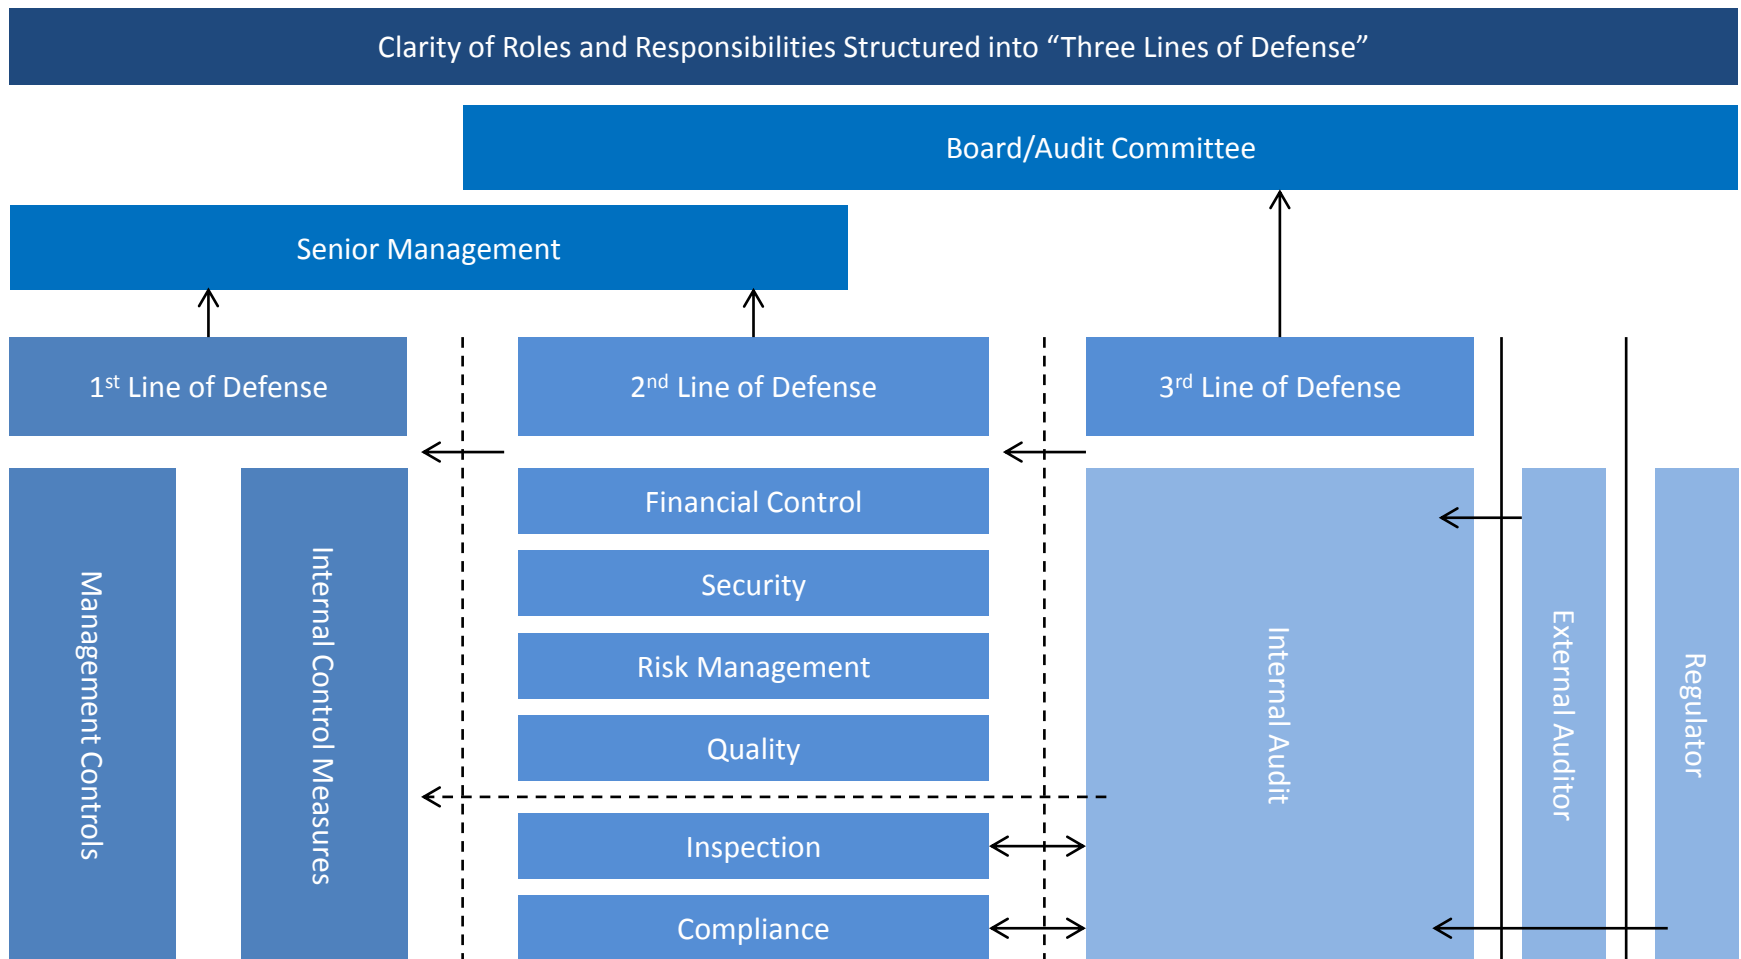 Clarity of Roles and Responsibilities Structured into “Three Lines of Defense”
Board/Audit Committee
Senior Management
1st Line of Defense
2nd Line of Defense
3rd Line of Defense
Management Controls
Internal Control Measures
Financial Control
Security
Risk Management
Quality
Inspection
Compliance
Internal Audit
External Auditor
Regulator